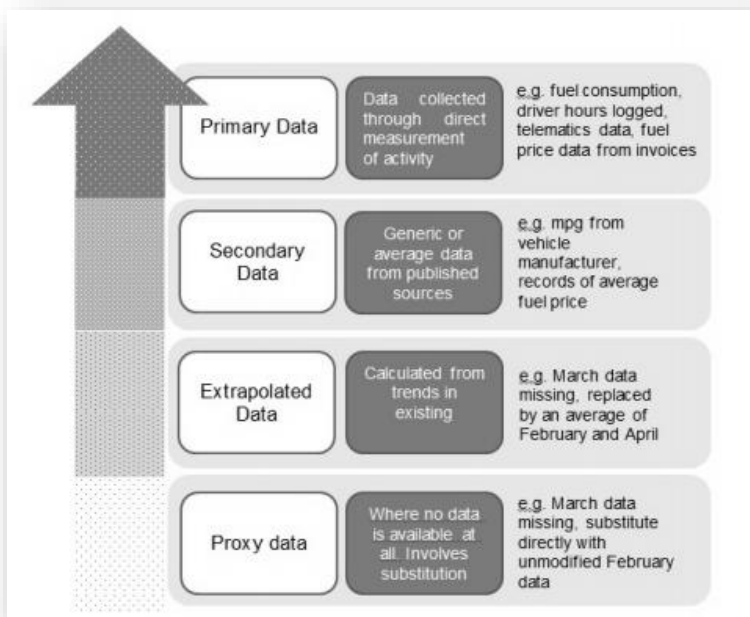 Primary Data
Data collected
through direct
measurement
of activity
e.g. fuel consumption,
driver hours logged,
telematics data, fuel
price data from invoices
Secondary
Data
Generic or
average data
from published
sources
e.g. mpg from
vehicle
manufacturer,
records of average
fuel price
Extrapolated
Data
Calculated from
trends in
existing
e.g. March data
missing, replaced
by an average of
February and April
Proxy data
Where no data
is available at
all. Involves
substitution
e.g. March data
missing, substitute
directly with
unmodified February
data